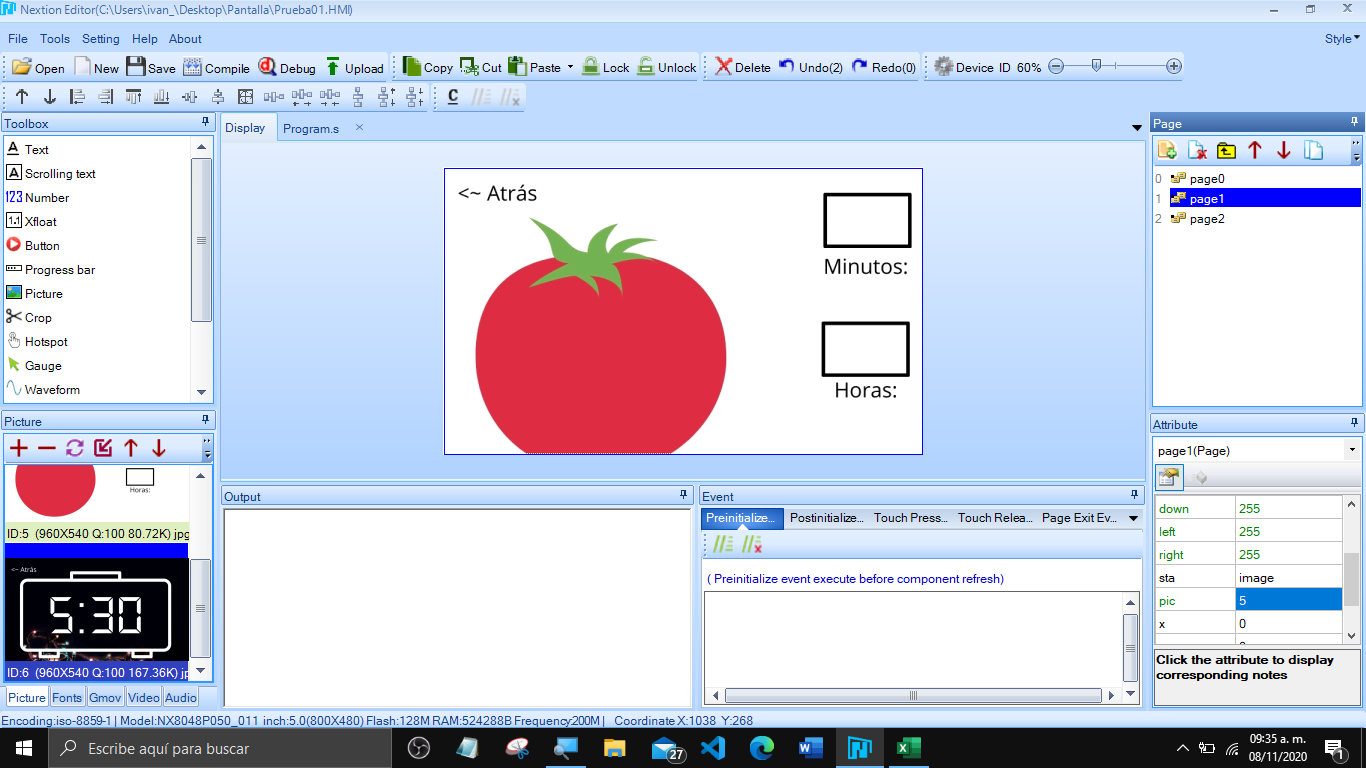 Nextion Editor(C:\Users\ivan_\Desktop\Pantalla\Prueba01.HMI)
File Tools Setting Help About Style
Open New Save Compile Debug Upload Copy Cut Paste Lock Unlock Delete Undo(2) Redo(0) Device ID 60%
C
Toolbox
Text
Scrolling text
123 Number
1.1 Xfloat
Button
Progress bar
Picture
Crop
Hotspot
Gauge
Waveform
Picture
Horas:
ID:5 (960X540 Q:100 80.72K) jpg
<~ Atrás
5:30
ID:6 (960X540 Q:100 167.36K) jp
Picture Fonts Gmov Video Audio
Display Program.s
<~ Atrás
Minutos:
Horas:
Output
Event
Preinitialize... Postinitialize... Touch Press... Touch Relea... Page Exit Ev...
( Preinitialize event execute before component refresh)
Page
0 page0
1 page1
2 page2
Attribute
page1(Page)
down 255
left 255
right 255
sta image
pic 5
x 0
Click the attribute to display
corresponding notes
Encoding:iso-8859-1 | Model:NX8048P050_011 inch:5.0(800X480) Flash:128M RAM:524288B Frequency:200M | Coordinate X:1038 Y:268
Escribe aquí para buscar
27
09:35 a. m.
08/11/2020
1